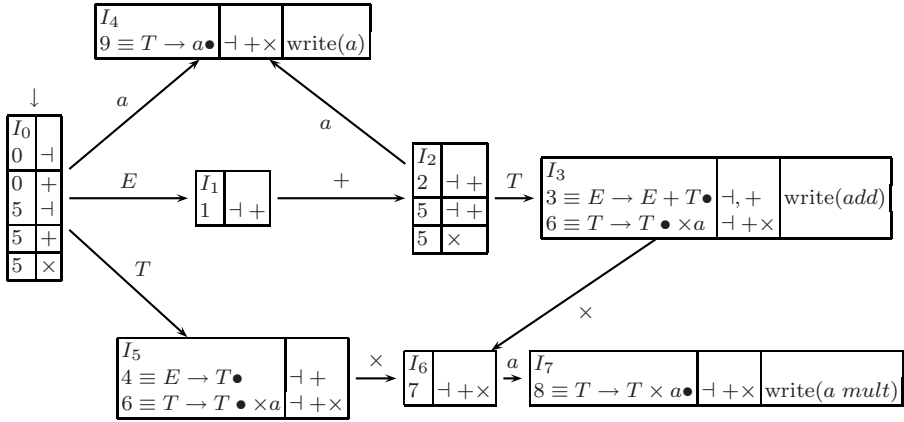 I₄
9 ≡ T → a● ⊣ +× write(a)
↓
a
a
I₀
0 ⊣
0 +
5 ⊣
5 +
5 ×
E
I₁
1 ⊣ +
+
I₂
2 ⊣ +
5 ⊣ +
5 ×
T
I₃
3 ≡ E → E + T● ⊣, + write(add)
6 ≡ T → T ● ×a ⊣ +×
T
×
I₅
4 ≡ E → T● ⊣ +
6 ≡ T → T ● ×a ⊣ +×
×
I₆
7 ⊣ +×
a
I₇
8 ≡ T → T × a● ⊣ +× write(a mult)